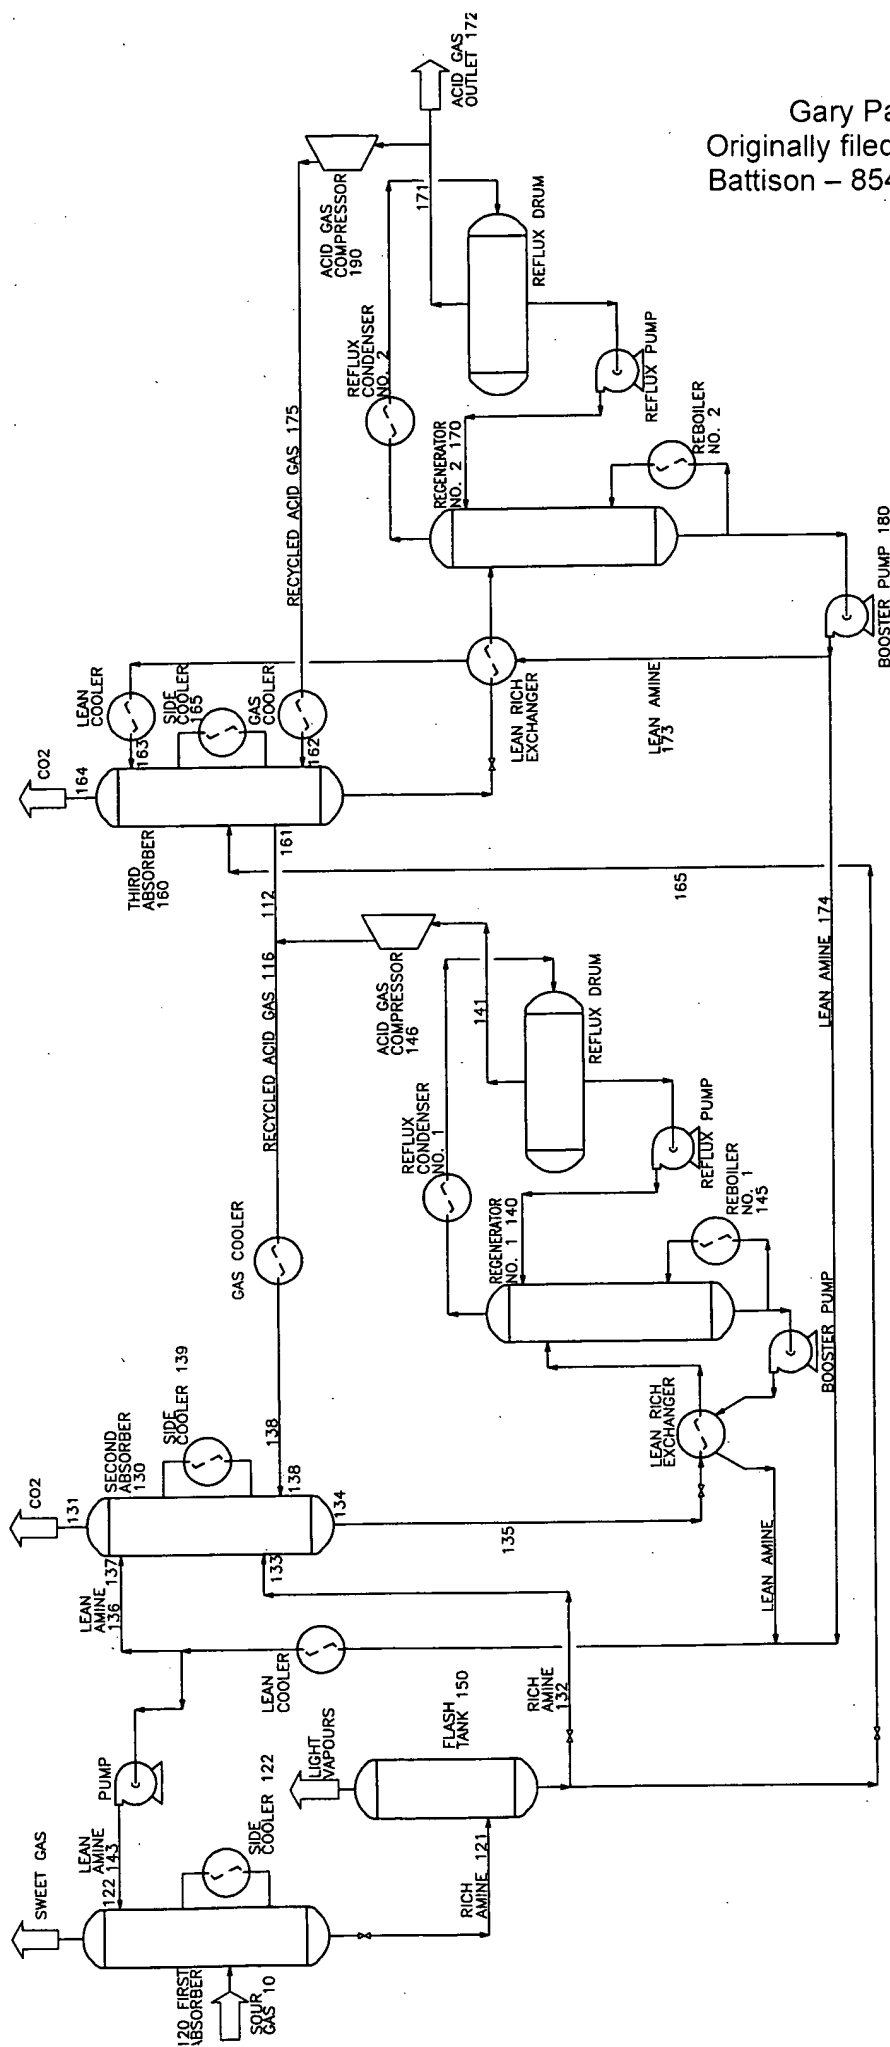 Gary Pa
Originally filed
Battison – 854
SWEET GAS
LEAN
AMINE
143
122
PUMP
120 FIRST
ABSORBER
SOUR
GAS 10
SIDE
COOLER 122
RICH
AMINE 121
LIGHT
VAPOURS
FLASH
TANK 150
RICH
AMINE
132
LEAN
COOLER
LEAN
AMINE
136
137
CO2
131
SECOND
ABSORBER
130
SIDE
COOLER 139
133
138
138
134
135
GAS COOLER
LEAN RICH
EXCHANGER
LEAN AMINE
BOOSTER PUMP
REGENERATOR
NO. 1 140
REBOILER
NO. 1
145
REFLUX
CONDENSER
NO. 1
REFLUX PUMP
REFLUX DRUM
141
ACID GAS
COMPRESSOR
146
RECYCLED ACID GAS 116
112
161
THIRD
ABSORBER
160
164
CO2
163
LEAN
COOLER
SIDE
COOLER
165
GAS COOLER
162
165
LEAN AMINE 174
LEAN AMINE
173
LEAN RICH
EXCHANGER
RECYCLED ACID GAS 175
REGENERATOR
NO. 2 170
REBOILER
NO. 2
BOOSTER PUMP 180
REFLUX
CONDENSER
NO. 2
REFLUX PUMP
REFLUX DRUM
171
ACID GAS
COMPRESSOR
190
ACID GAS
OUTLET 172